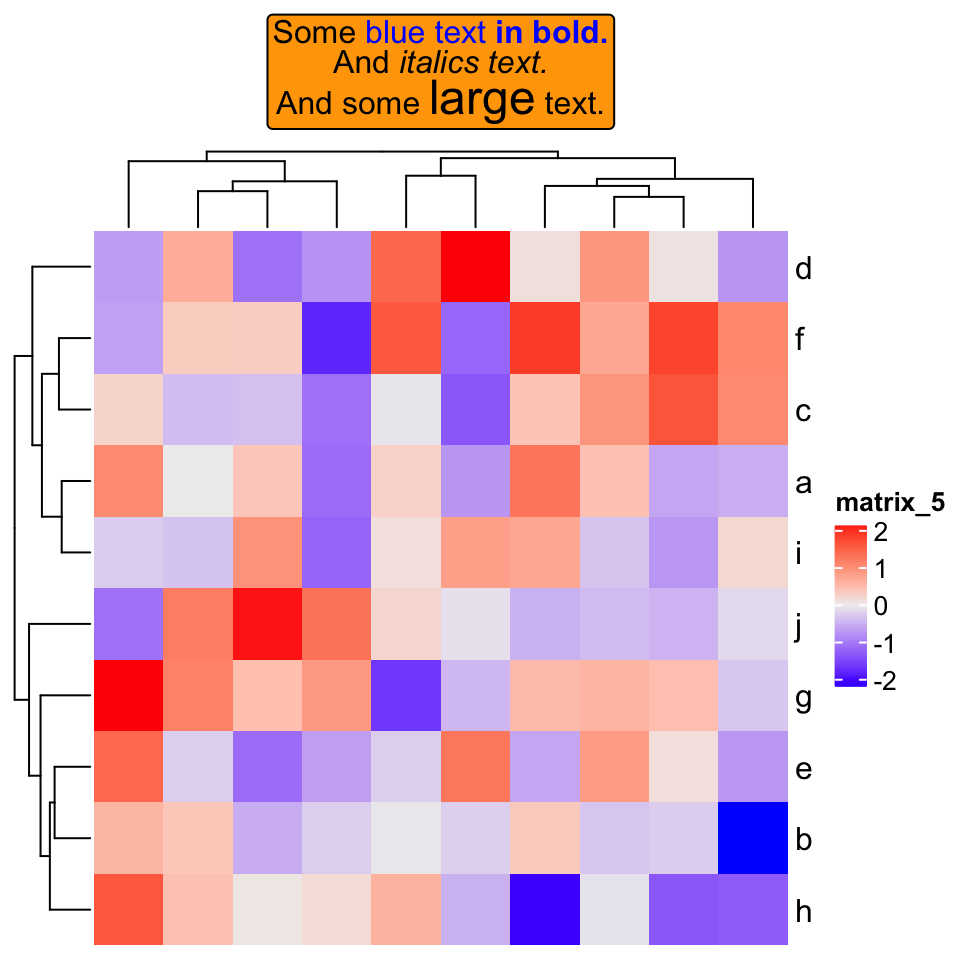 Some blue text in bold.
And italics text.
And some large text.
d
f
c
a
i
j
g
e
b
h
matrix_5
2
1
0
-1
-2